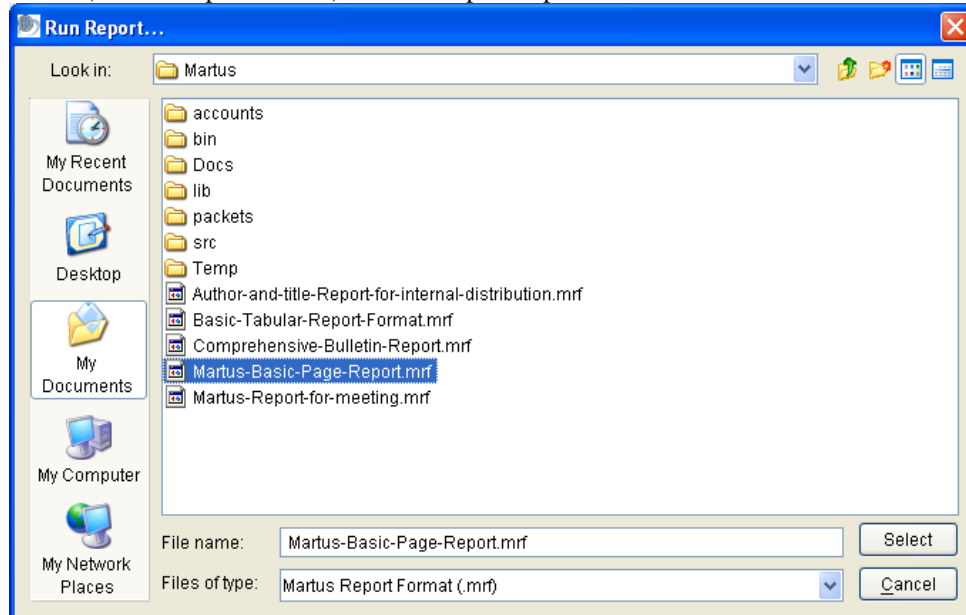 Run Report...
Look in:
Martus
My Recent
Documents
Desktop
My
Documents
My Computer
My Network
Places
accounts
bin
Docs
lib
packets
src
Temp
Author-and-title-Report-for-internal-distribution.mrf
Basic-Tabular-Report-Format.mrf
Comprehensive-Bulletin-Report.mrf
Martus-Basic-Page-Report.mrf
Martus-Report-for-meeting.mrf
File name:
Martus-Basic-Page-Report.mrf
Select
Files of type:
Martus Report Format (.mrf)
Cancel